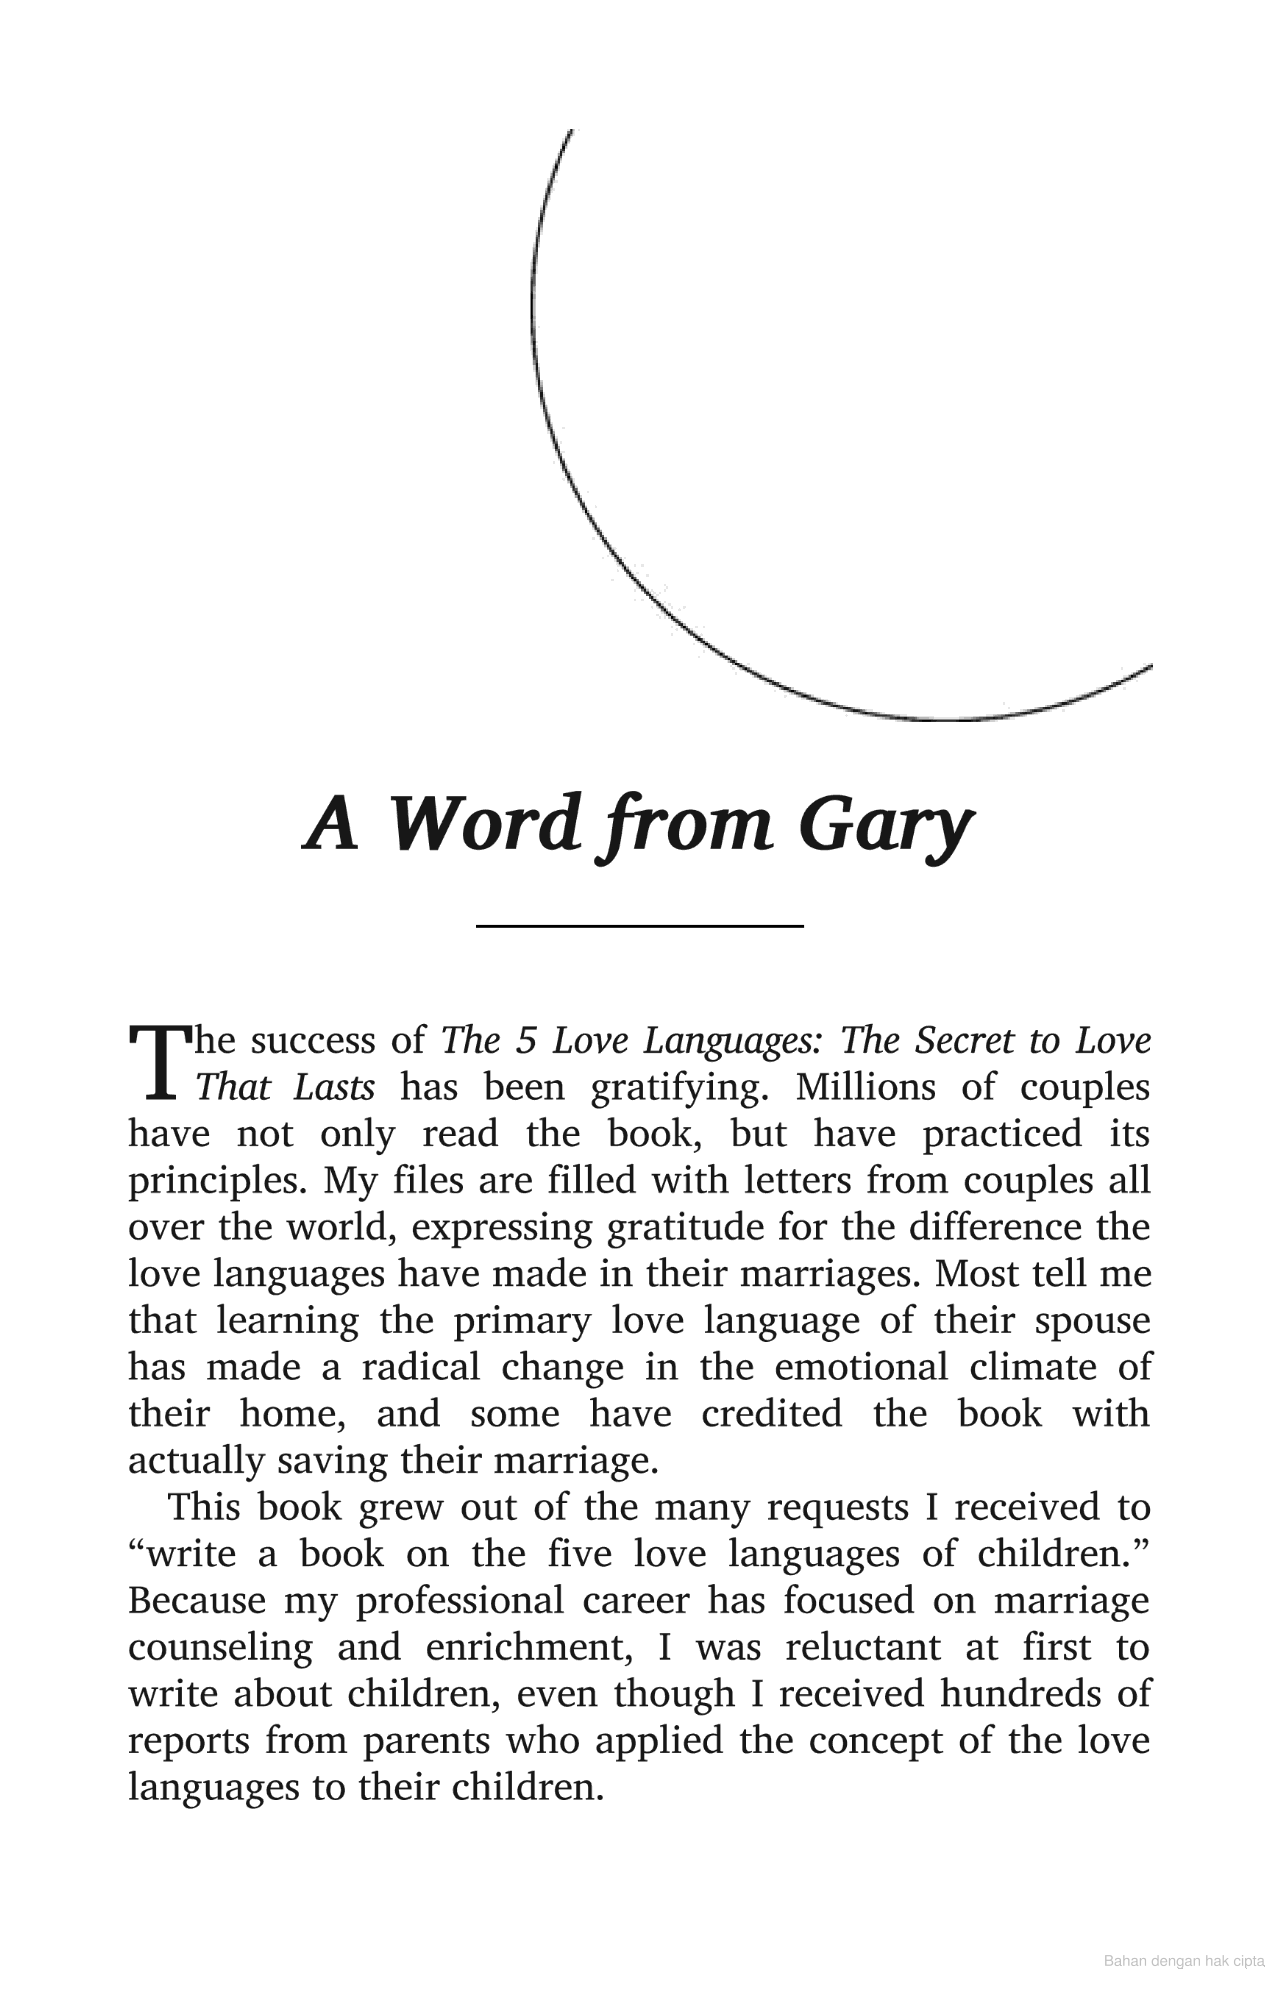 A Word from Gary
The success of The 5 Love Languages: The Secret to Love
That Lasts has been gratifying. Millions of couples
have not only read the book, but have practiced its
principles. My files are filled with letters from couples all
over the world, expressing gratitude for the difference the
love languages have made in their marriages. Most tell me
that learning the primary love language of their spouse
has made a radical change in the emotional climate of
their home, and some have credited the book with
actually saving their marriage.
This book grew out of the many requests I received to
“write a book on the five love languages of children.”
Because my professional career has focused on marriage
counseling and enrichment, I was reluctant at first to
write about children, even though I received hundreds of
reports from parents who applied the concept of the love
languages to their children.
Bahan dengan hak cipta